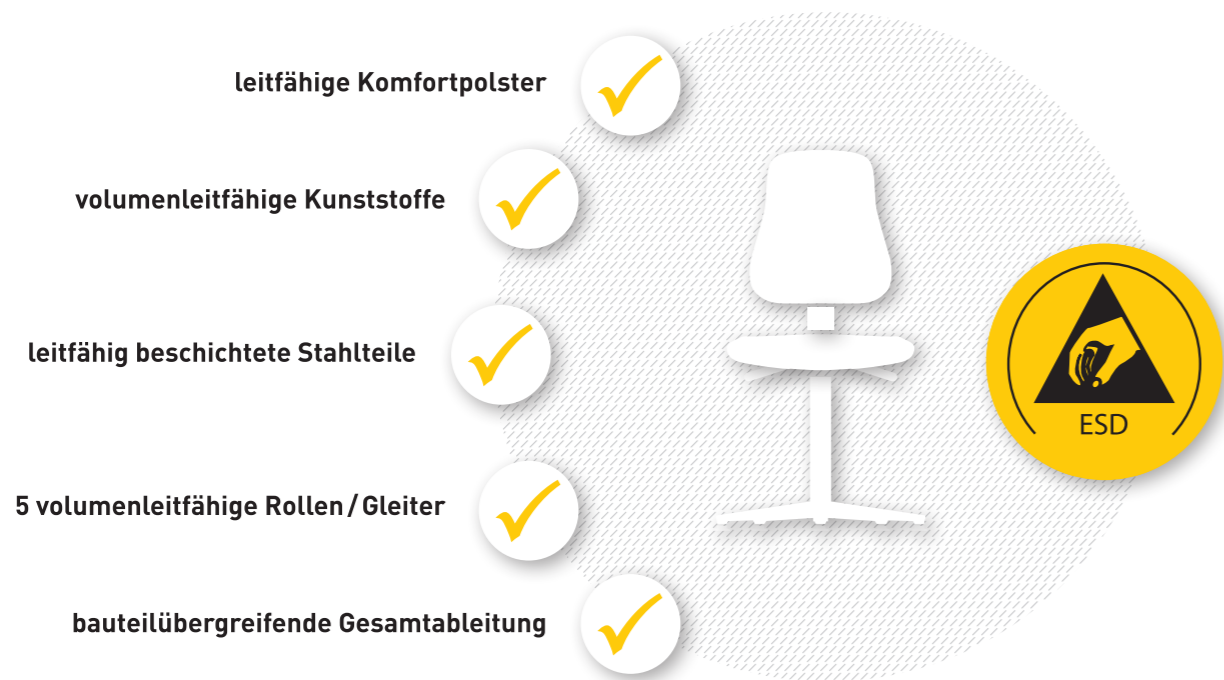 leitfähige Komfortpolster
volumenleitfähige Kunststoffe
leitfähig beschichtete Stahlteile
5 volumenleitfähige Rollen / Gleiter
bauteilübergreifende Gesamtableitung
ESD